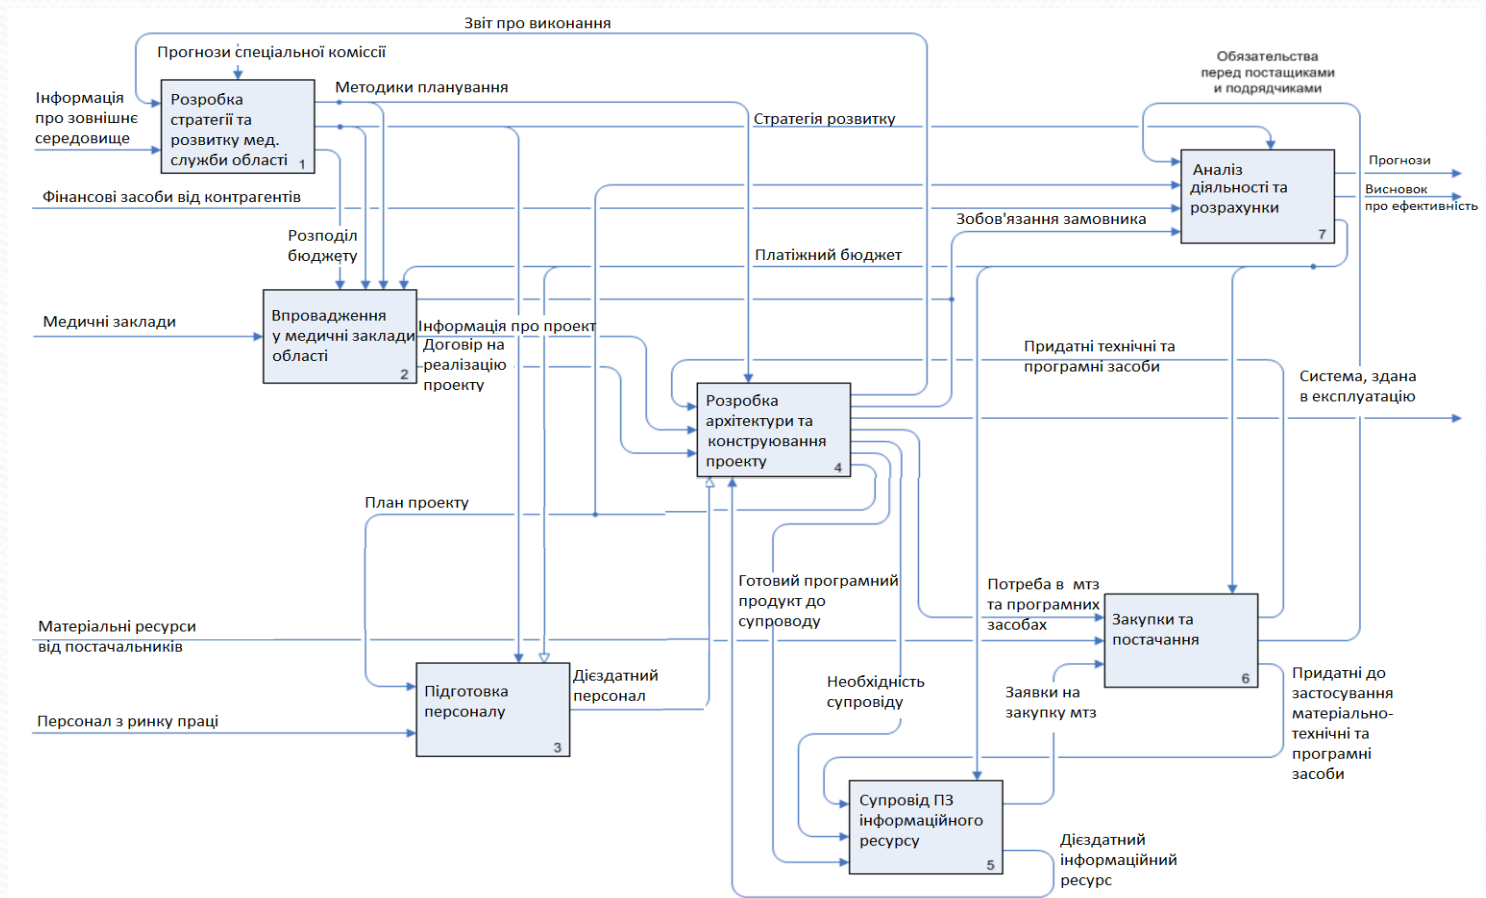 Звіт про виконання
Прогнози спеціальної коміссії
Обязательства
перед постащиками
и подрядчиками
Інформація
про зовнішнє
середовище
Розробка
стратегії та
розвитку мед.
служби області
1
Методики планування
Стратегія розвитку
Аналіз
діяльності та
розрахунки
7
Прогнози
Висновок
про ефективність
Фінансові засоби від контрагентів
Зобов'язання замовника
Розподіл
бюджету
Платіжний бюджет
Медичні заклади
Впровадження
у медичні заклади
області
2
Інформація про проект
Договір на
реалізацію
проекту
Придатні технічні та
програмні засоби
Система, здана
в експлуатацію
Розробка
архітектури та
конструювання
проекту
4
План проекту
Готовий програмний
продукт до
супроводу
Потреба в мтз
та програмних
засобах
Закупки та
постачання
6
Матеріальні ресурси
від постачальників
Підготовка
персоналу
3
Дієздатний
персонал
Необхідність
супровіду
Заявки на
закупку мтз
Придатні до
застосування
матеріально-
технічні та
програмні
засоби
Персонал з ринку праці
Супровід ПЗ
інформаційного
ресурсу
5
Дієздатний
інформаційний
ресурс